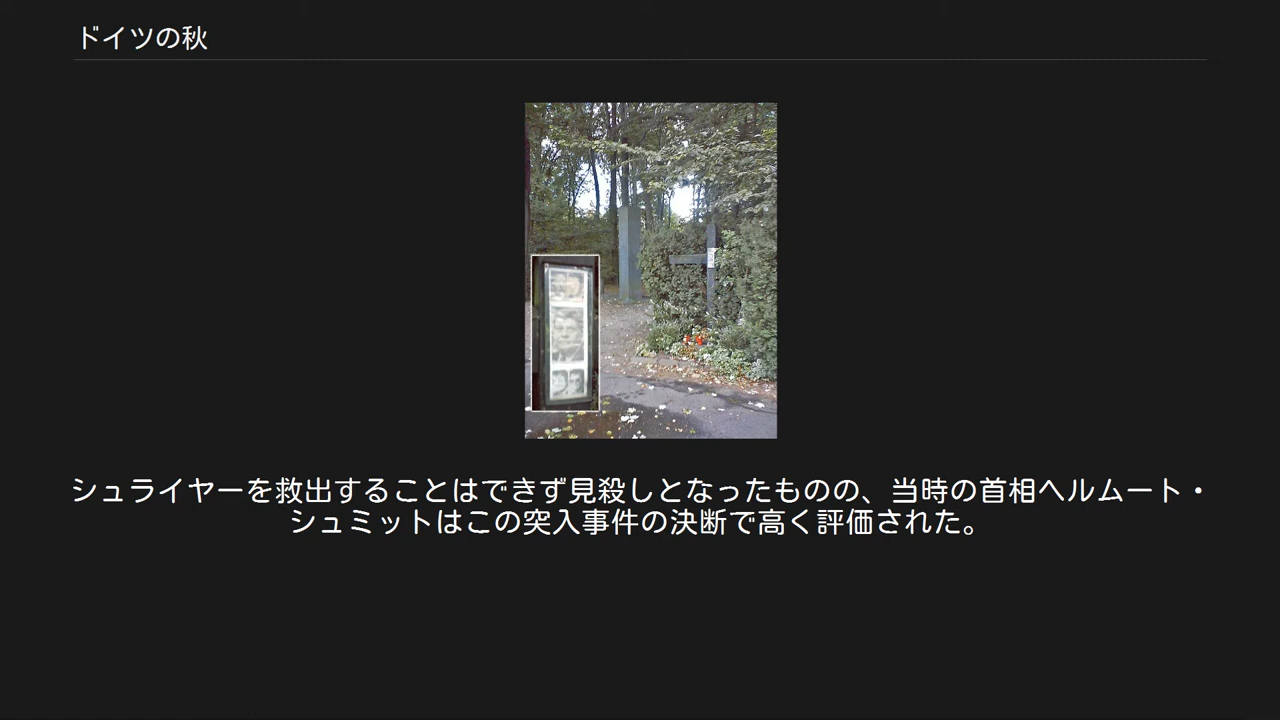 ドイツの秋
シュライヤーを救出することはできず見殺しとなったものの、当時の首相ヘルムート・
シュミットはこの突入事件の決断で高く評価された。